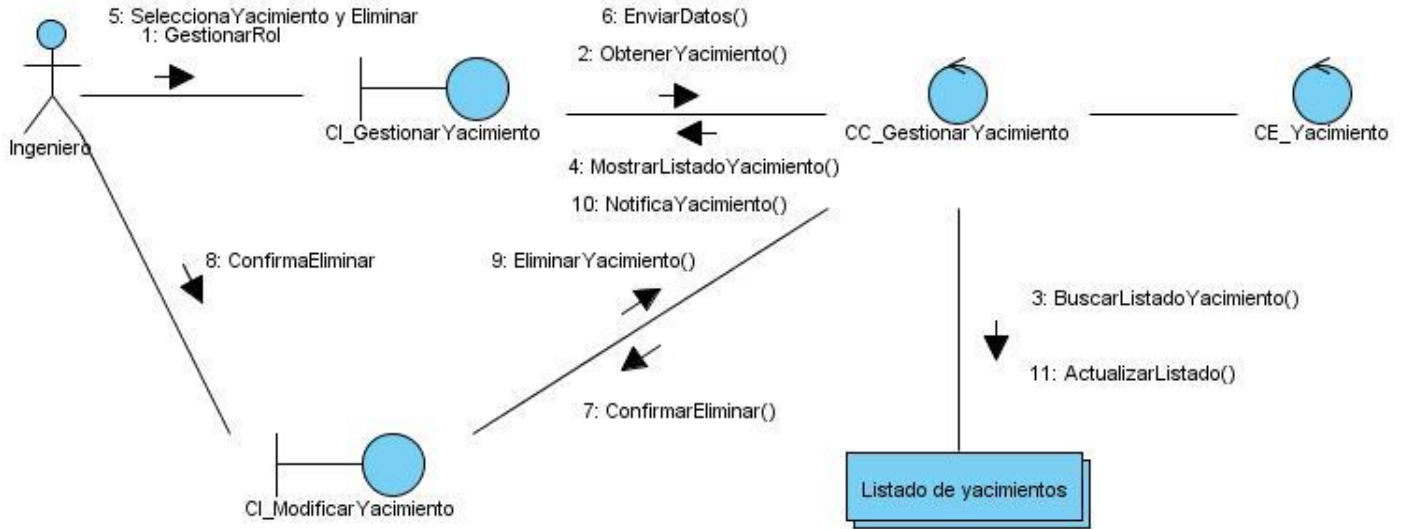 5: SeleccionaYacimiento y Eliminar
1: GestionarRol
6: EnviarDatos()
2: ObtenerYacimiento()
Ingeniero
CI_GestionarYacimiento
CC_GestionarYacimiento
CE_Yacimiento
4: MostrarListadoYacimiento()
10: NotificaYacimiento()
8: ConfirmaEliminar
9: EliminarYacimiento()
3: BuscarListadoYacimiento()
11: ActualizarListado()
7: ConfirmarEliminar()
CI_ModificarYacimiento
Listado de yacimientos